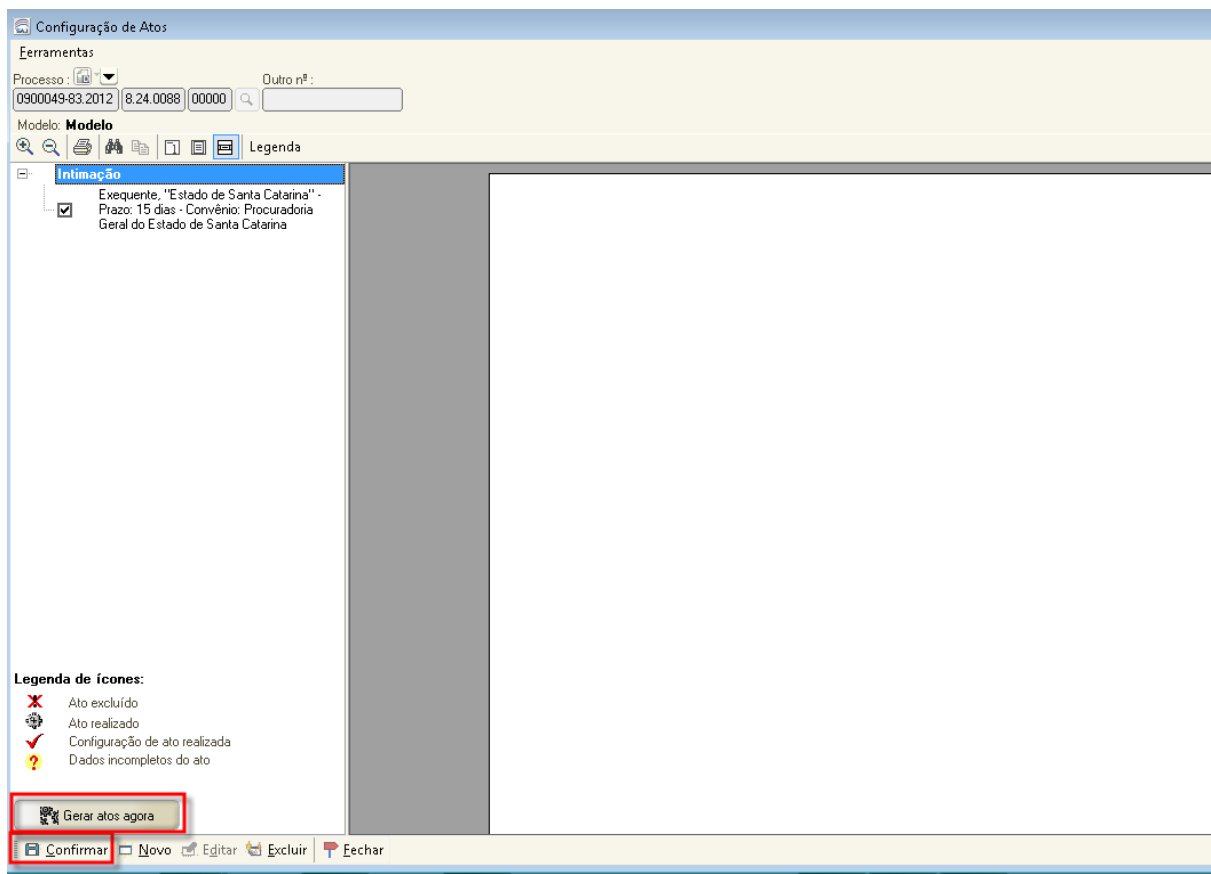 Configuração de Atos
Ferramentas
Processo :
Outro nº :
0900049-83.2012 8.24.0088 00000
Modelo: Modelo
Legenda
Intimação
Exequente, "Estado de Santa Catarina" -
Prazo: 15 dias - Convênio: Procuradoria
Geral do Estado de Santa Catarina
Legenda de ícones:
Ato excluído
Ato realizado
Configuração de ato realizada
Dados incompletos do ato
Gerar atos agora
Confirmar Novo Editar Excluir Fechar